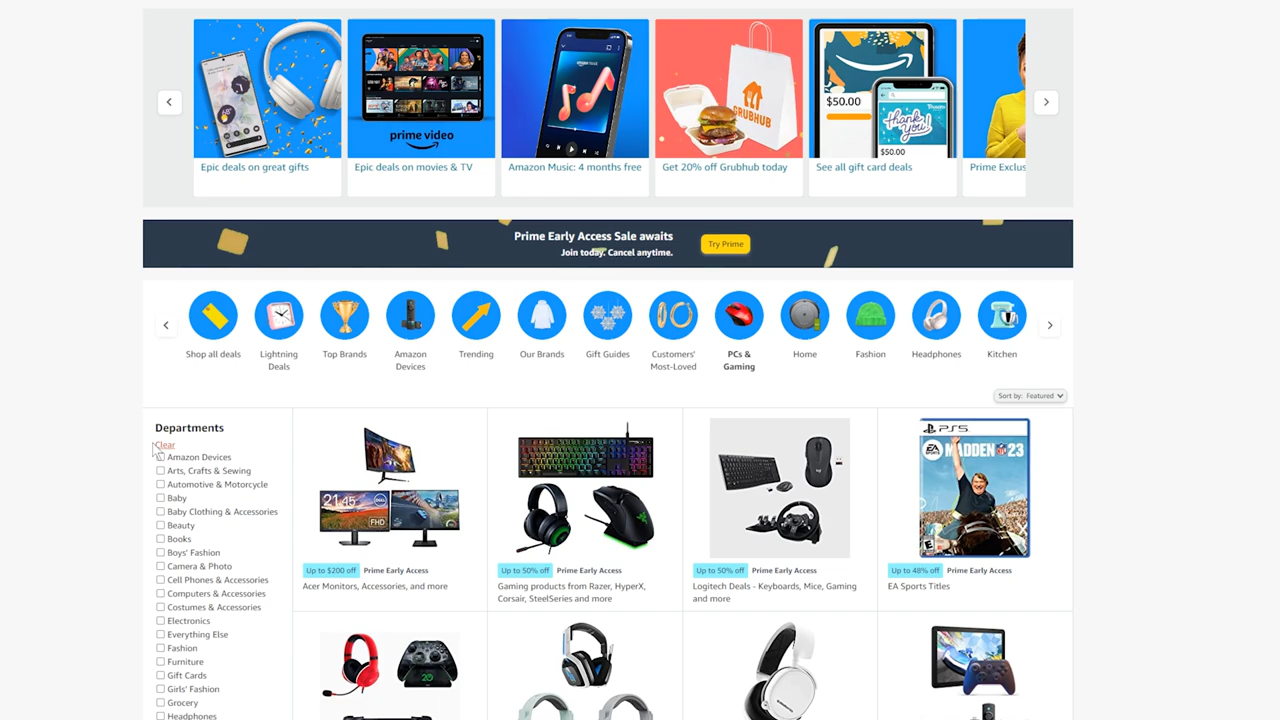 prime video
GRUBHUB
$50.00
Thank you!
$50.00
Epic deals on great gifts
Epic deals on movies & TV
Amazon Music: 4 months free
Get 20% off Grubhub today
See all gift card deals
Prime Exclus
Prime Early Access Sale awaits
Join today. Cancel anytime.
Try Prime
Shop all deals
Lightning
Deals
Top Brands
Amazon
Devices
Trending
Our Brands
Gift Guides
Customers'
Most-Loved
PCs &
Gaming
Home
Fashion
Headphones
Kitchen
Sort by: Featured
Departments
Clear
Amazon Devices
Arts, Crafts & Sewing
Automotive & Motorcycle
Baby
Baby Clothing & Accessories
Beauty
Books
Boys' Fashion
Camera & Photo
Cell Phones & Accessories
Computers & Accessories
Costumes & Accessories
Electronics
Everything Else
Fashion
Furniture
Gift Cards
Girls' Fashion
Grocery
Headphones
21:45
FHD
Up to $200 off Prime Early Access
Acer Monitors, Accessories, and more
Up to 50% off Prime Early Access
Gaming products from Razer, HyperX,
Corsair, SteelSeries and more
Up to 50% off Prime Early Access
Logitech Deals - Keyboards, Mice, Gaming
and more
PS5
EA SPORTS
MADDEN NFL 23
Up to 48% off Prime Early Access
EA Sports Titles
20